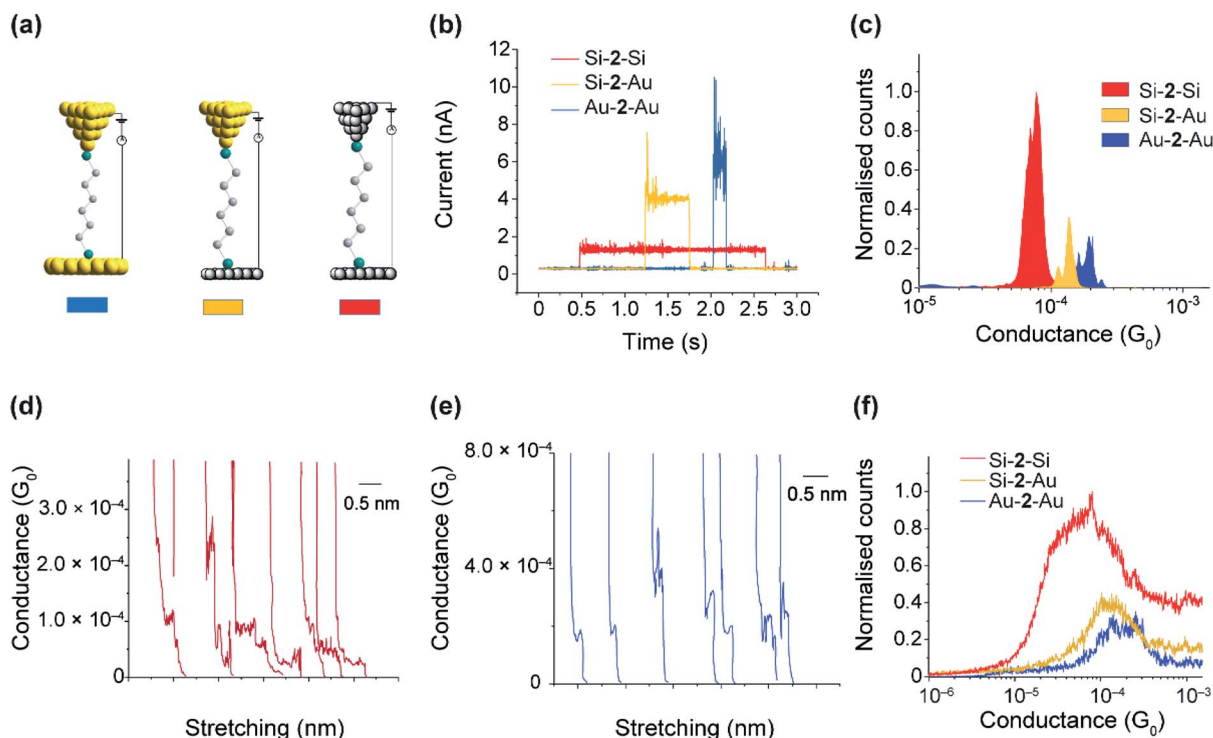 (a)
(b)
Current (nA)
12
10
8
6
4
2
0
Si-2-Si
Si-2-Au
Au-2-Au
0 0.5 1.0 1.5 2.0 2.5 3.0
Time (s)
(c)
Normalised counts
1.0
0.8
0.6
0.4
0.2
0
Si-2-Si
Si-2-Au
Au-2-Au
10⁻⁵ 10⁻⁴ 10⁻³
Conductance (G₀)
(d)
Conductance (G₀)
3.0 × 10⁻⁴
2.0 × 10⁻⁴
1.0 × 10⁻⁴
0
0.5 nm
Stretching (nm)
(e)
Conductance (G₀)
8.0 × 10⁻⁴
4.0 × 10⁻⁴
0
0.5 nm
Stretching (nm)
(f)
Normalised counts
Si-2-Si
Si-2-Au
Au-2-Au
1.0
0.8
0.6
0.4
0.2
0
10⁻⁶ 10⁻⁵ 10⁻⁴ 10⁻³
Conductance (G₀)